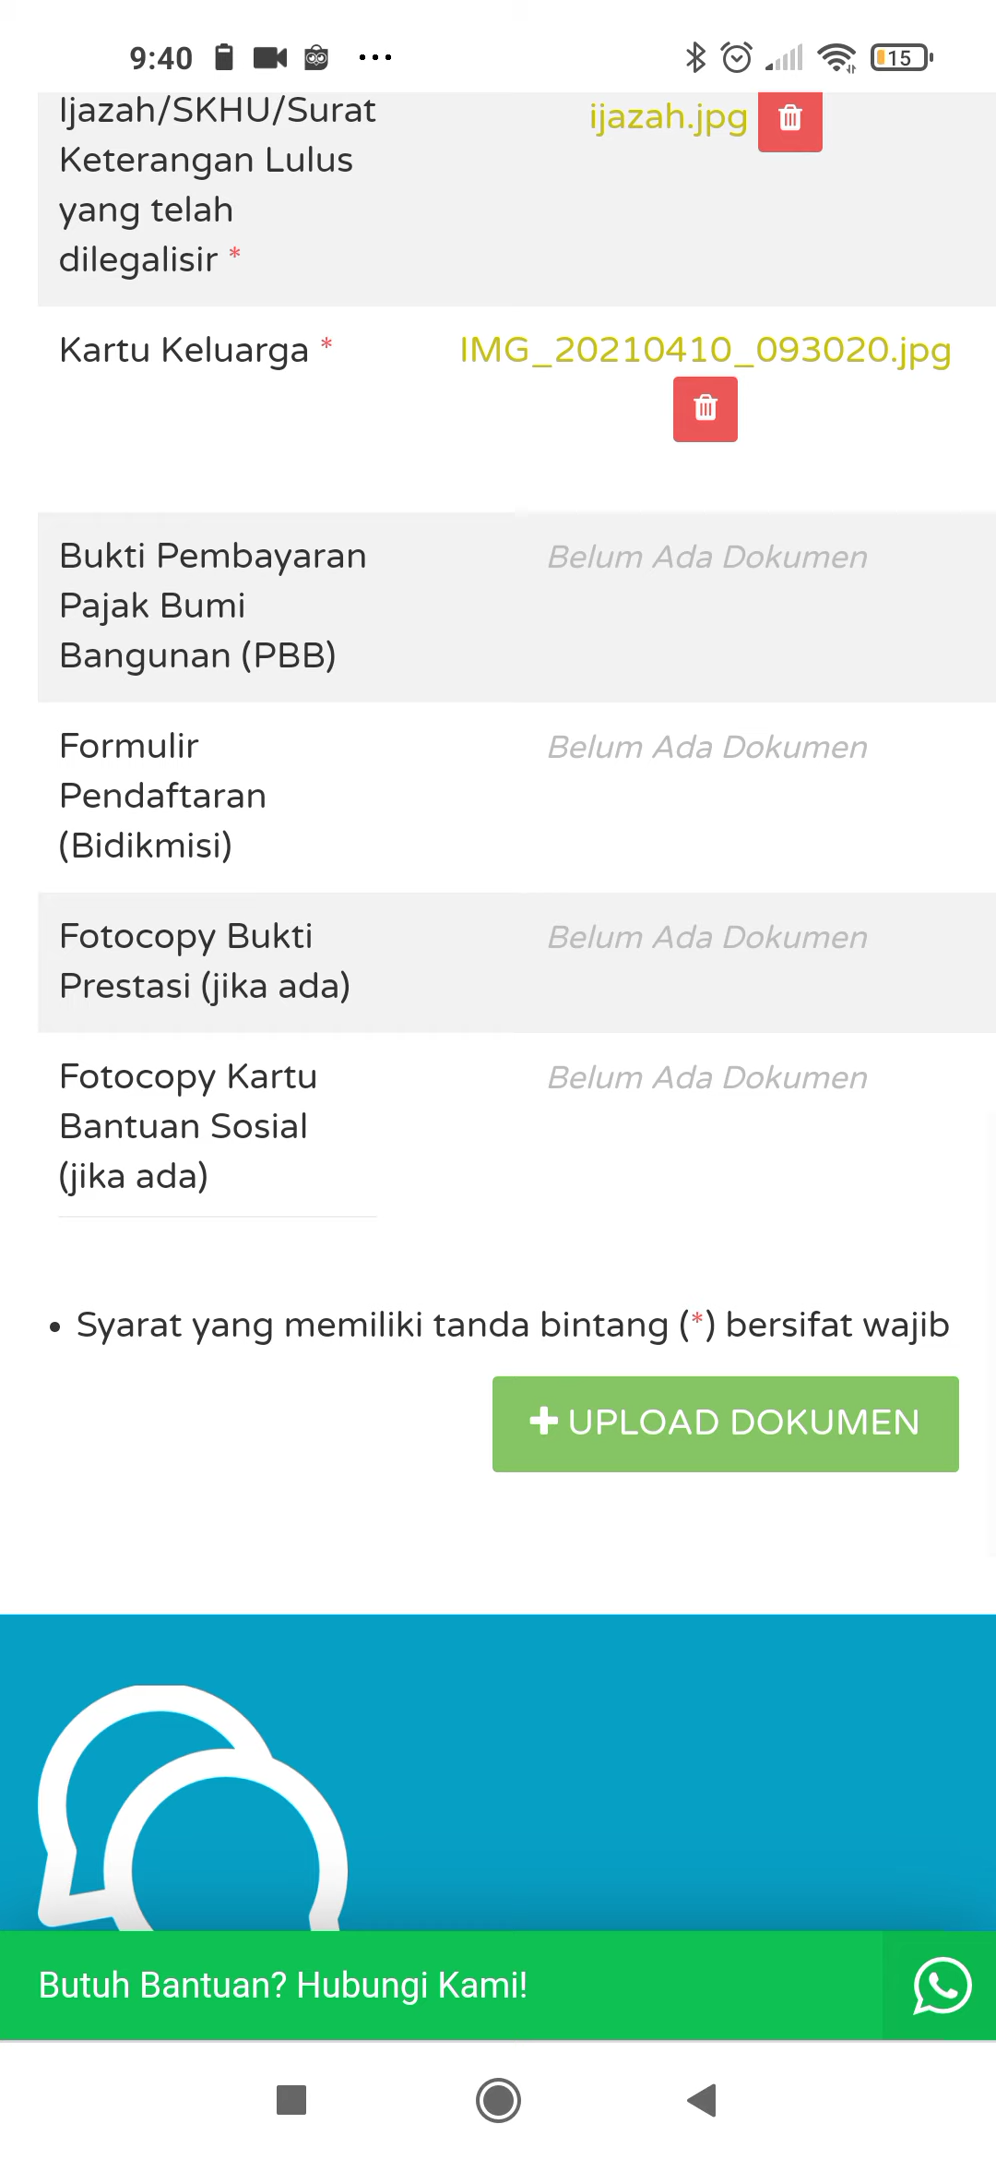 9:40
15
Ijazah/SKHU/Surat
Keterangan Lulus
yang telah
dilegalisir *
ijazah.jpg
Kartu Keluarga *
IMG_20210410_093020.jpg
Bukti Pembayaran
Pajak Bumi
Bangunan (PBB)
Belum Ada Dokumen
Formulir
Pendaftaran
(Bidikmisi)
Belum Ada Dokumen
Fotocopy Bukti
Prestasi (jika ada)
Belum Ada Dokumen
Fotocopy Kartu
Bantuan Sosial
(jika ada)
Belum Ada Dokumen
• Syarat yang memiliki tanda bintang (*) bersifat wajib
+ UPLOAD DOKUMEN
Butuh Bantuan? Hubungi Kami!